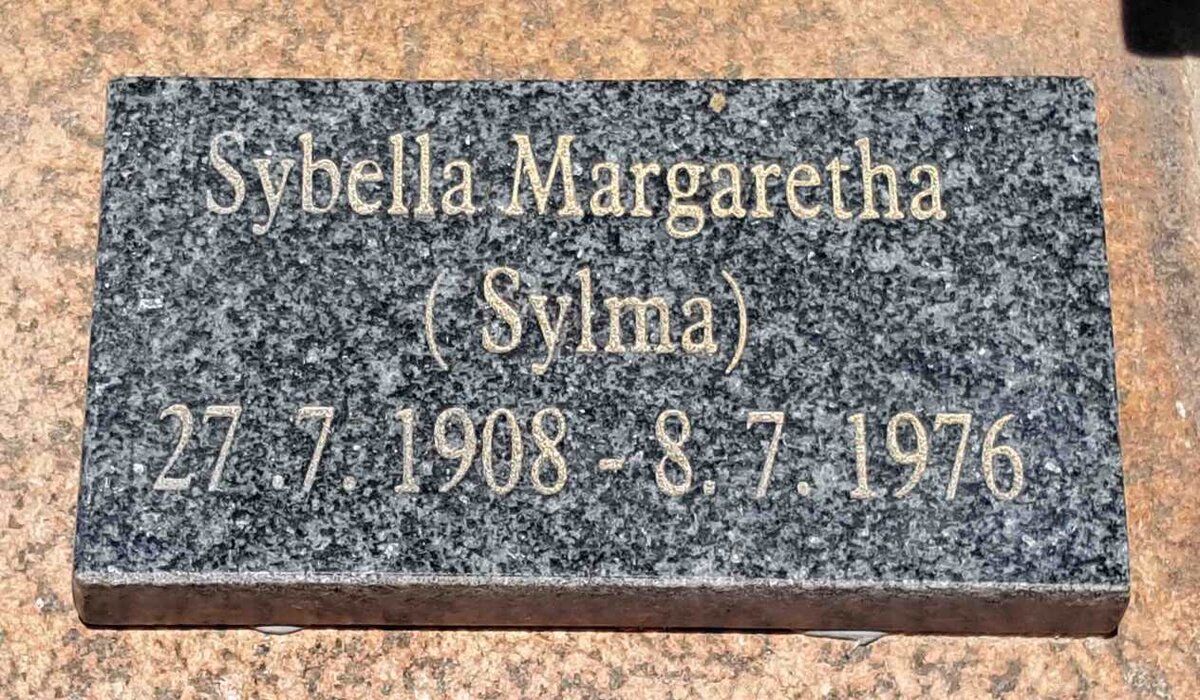 Sybella Margaretha
( Sylma)
27.7. 1908 - 8. 7. 1976